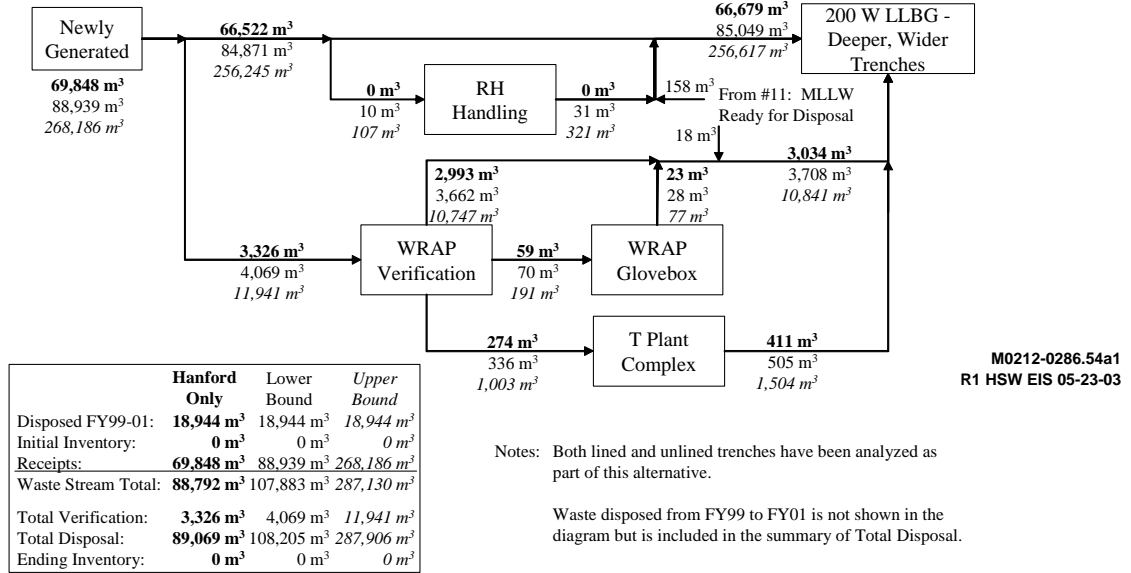 Newly
Generated
69,848 m³
88,939 m³
268,186 m³
66,522 m³
84,871 m³
256,245 m³
66,679 m³
85,049 m³
256,617 m³
200 W LLBG -
Deeper, Wider
Trenches
0 m³
10 m³
107 m³
RH
Handling
0 m³
31 m³
321 m³
158 m³
From #11: MLLW
Ready for Disposal
18 m³
3,034 m³
3,708 m³
10,841 m³
2,993 m³
3,662 m³
10,747 m³
23 m³
28 m³
77 m³
3,326 m³
4,069 m³
11,941 m³
WRAP
Verification
59 m³
70 m³
191 m³
WRAP
Glovebox
274 m³
336 m³
1,003 m³
T Plant
Complex
411 m³
505 m³
1,504 m³
M0212-0286.54a1
R1 HSW EIS 05-23-03
Hanford Lower Upper
Only Bound Bound
Disposed FY99-01: 18,944 m³ 18,944 m³ 18,944 m³
Initial Inventory: 0 m³ 0 m³ 0 m³
Receipts: 69,848 m³ 88,939 m³ 268,186 m³
Waste Stream Total: 88,792 m³ 107,883 m³ 287,130 m³
Total Verification: 3,326 m³ 4,069 m³ 11,941 m³
Total Disposal: 89,069 m³ 108,205 m³ 287,906 m³
Ending Inventory: 0 m³ 0 m³ 0 m³
Notes: Both lined and unlined trenches have been analyzed as
part of this alternative.
Waste disposed from FY99 to FY01 is not shown in the
diagram but is included in the summary of Total Disposal.